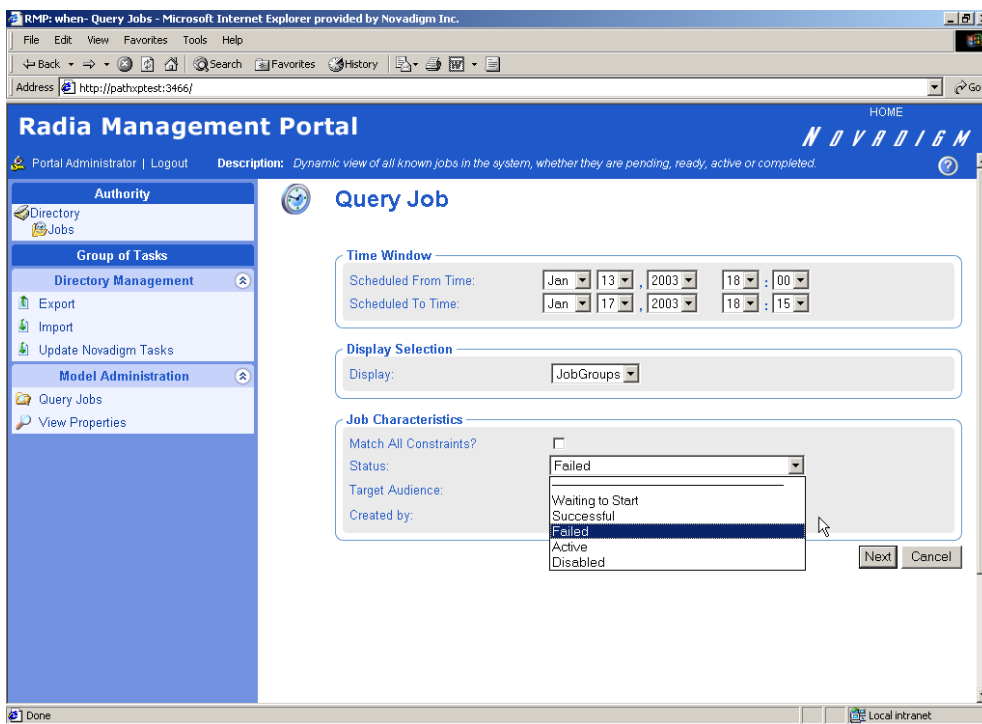 RMP: when- Query Jobs - Microsoft Internet Explorer provided by Novadigm Inc.
File Edit View Favorites Tools Help
Back Search Favorites History
Address http://pathxptest:3466/ Go
HOME
Radia Management Portal
NOVADIGM
Portal Administrator | Logout Description: Dynamic view of all known jobs in the system, whether they are pending, ready, active or completed.
Authority
Directory
Jobs
Group of Tasks
Directory Management
Export
Import
Update Novadigm Tasks
Model Administration
Query Jobs
View Properties
Query Job
Time Window
Scheduled From Time: Jan 13 , 2003 18 : 00
Scheduled To Time: Jan 17 , 2003 18 : 15
Display Selection
Display: JobGroups
Job Characteristics
Match All Constraints?
Status: Failed
Target Audience:
Created by:
Waiting to Start
Successful
Failed
Active
Disabled
Next Cancel
Done Local intranet